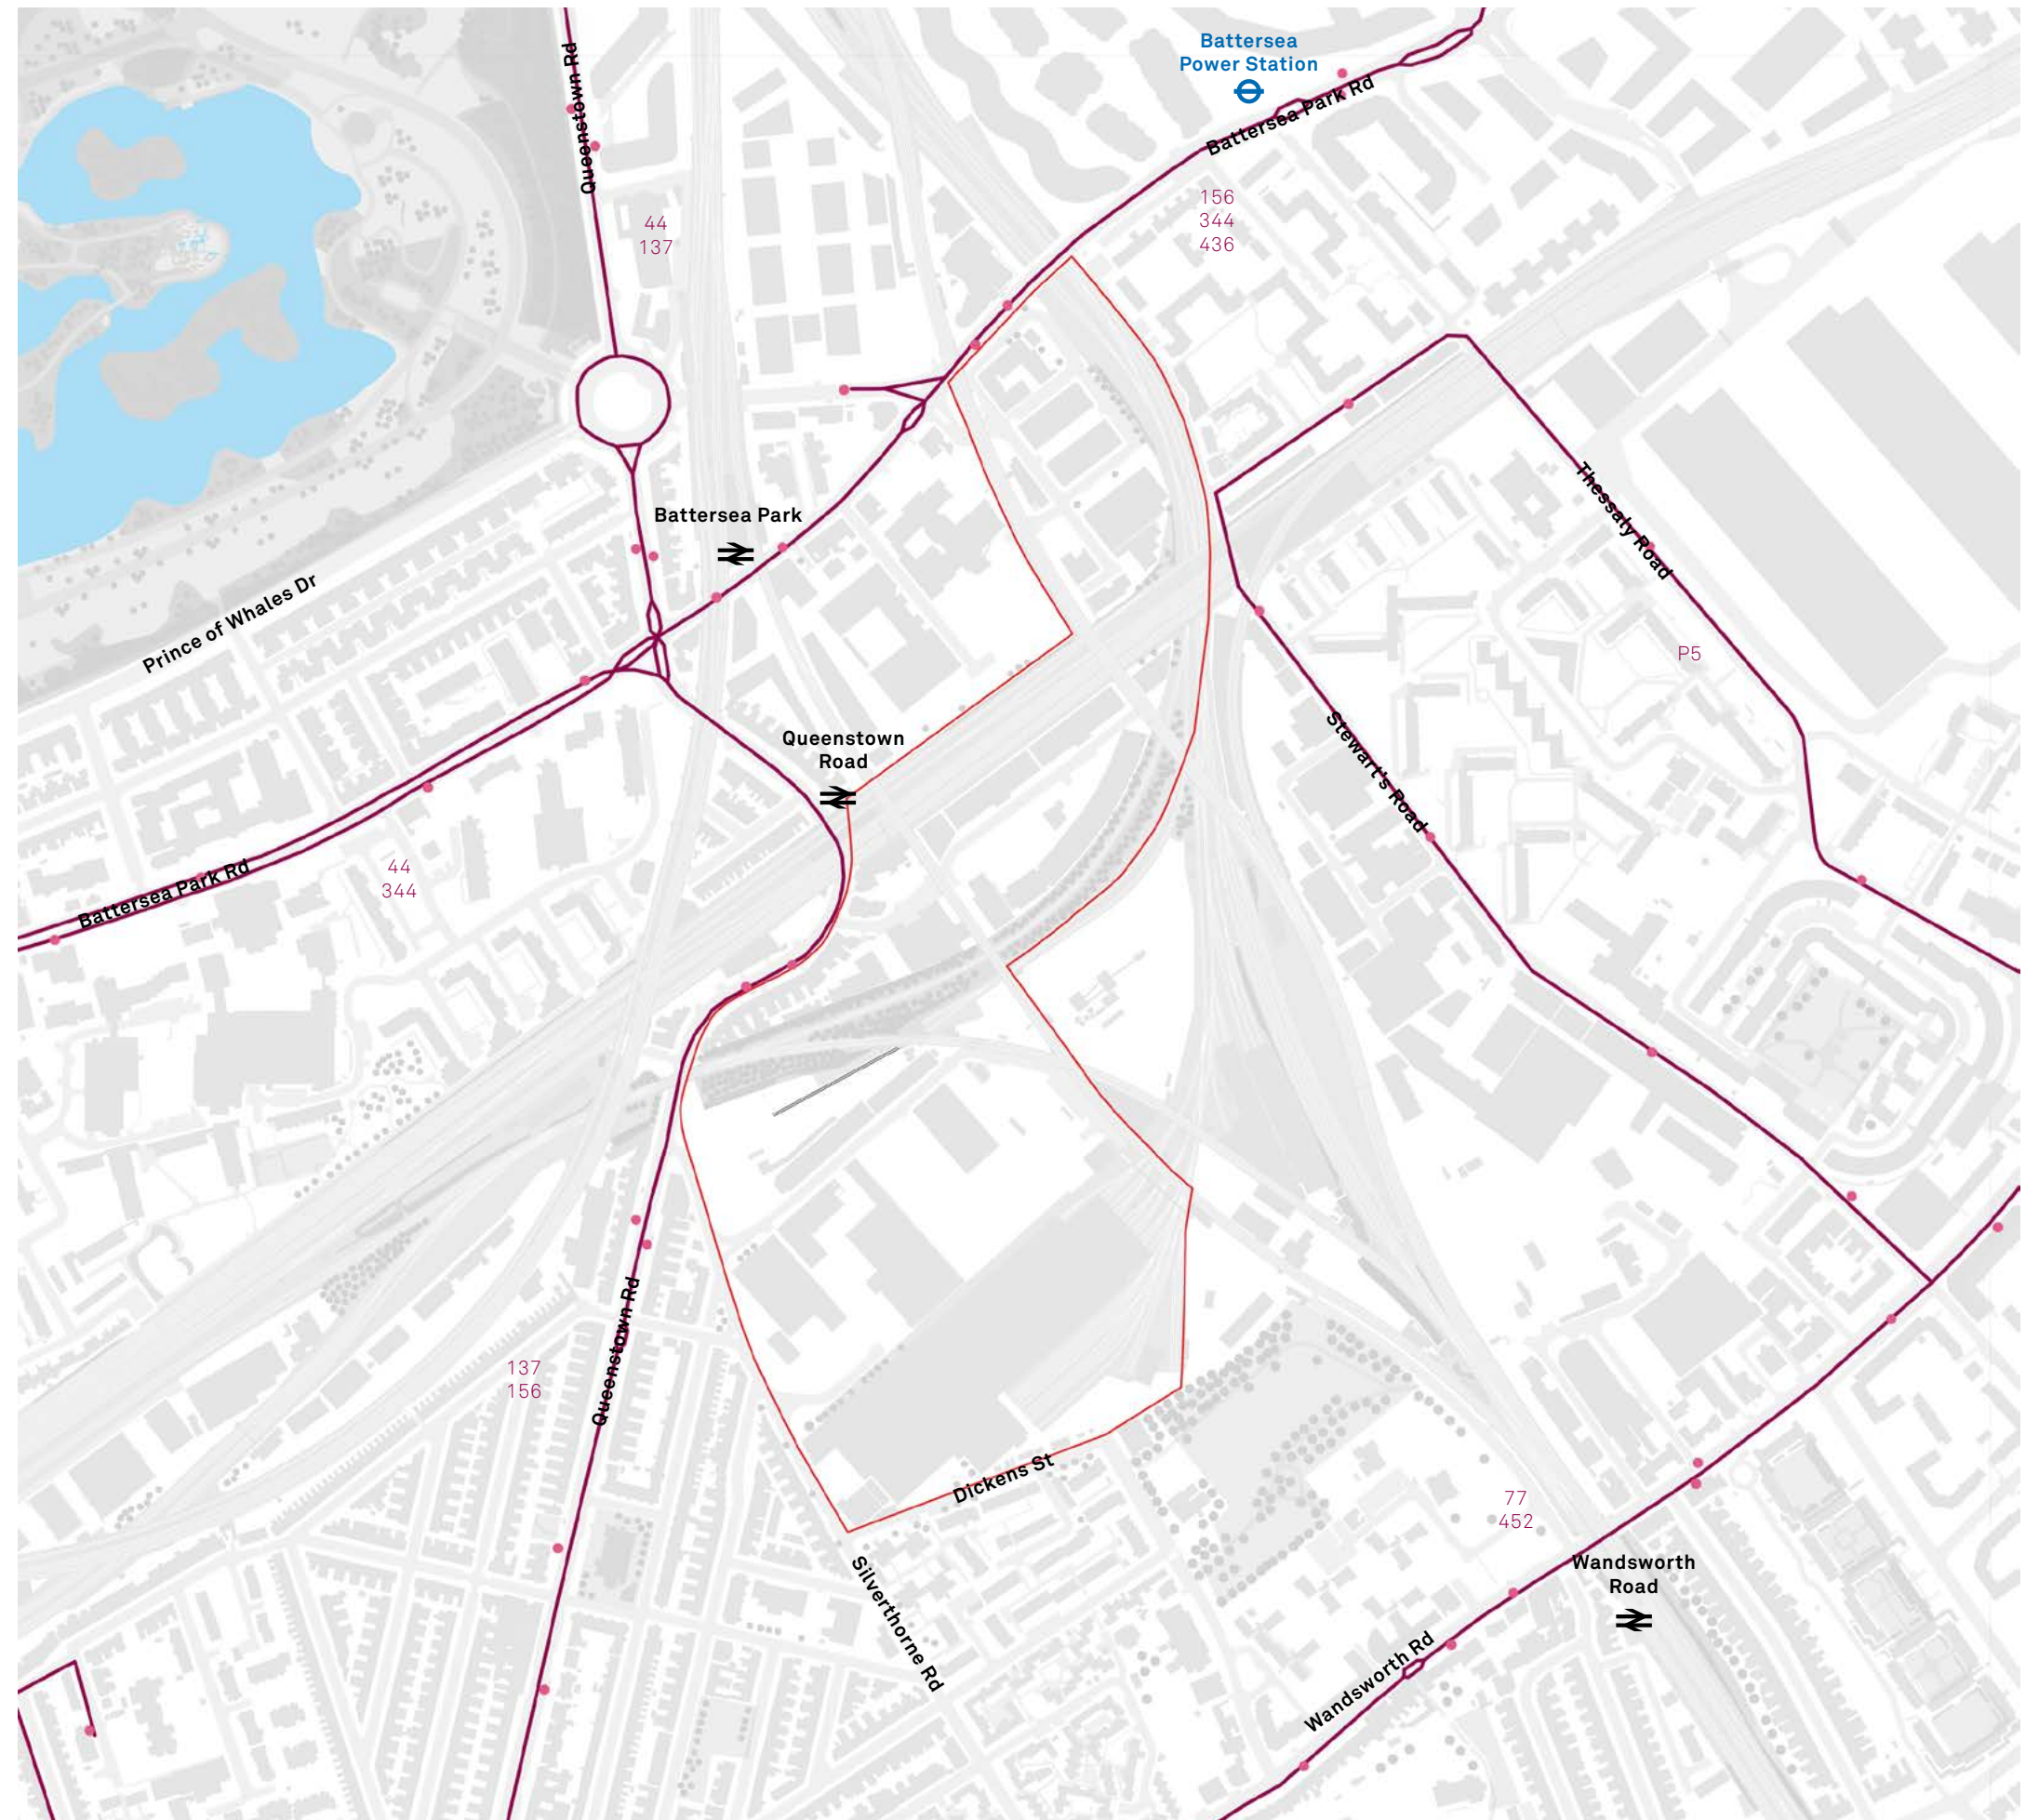 Battersea
Power Station
Queenstown Rd
Battersea Park Rd
156
344
436
44
137
Battersea Park
Thessaly Road
Prince of Whales Dr
P5
Queenstown
Road
Stewart's Road
Battersea Park Rd
44
344
Queenstown Rd
137
156
Dickens St
77
452
Silverthorne Rd
Wandsworth
Road
Wandsworth Rd